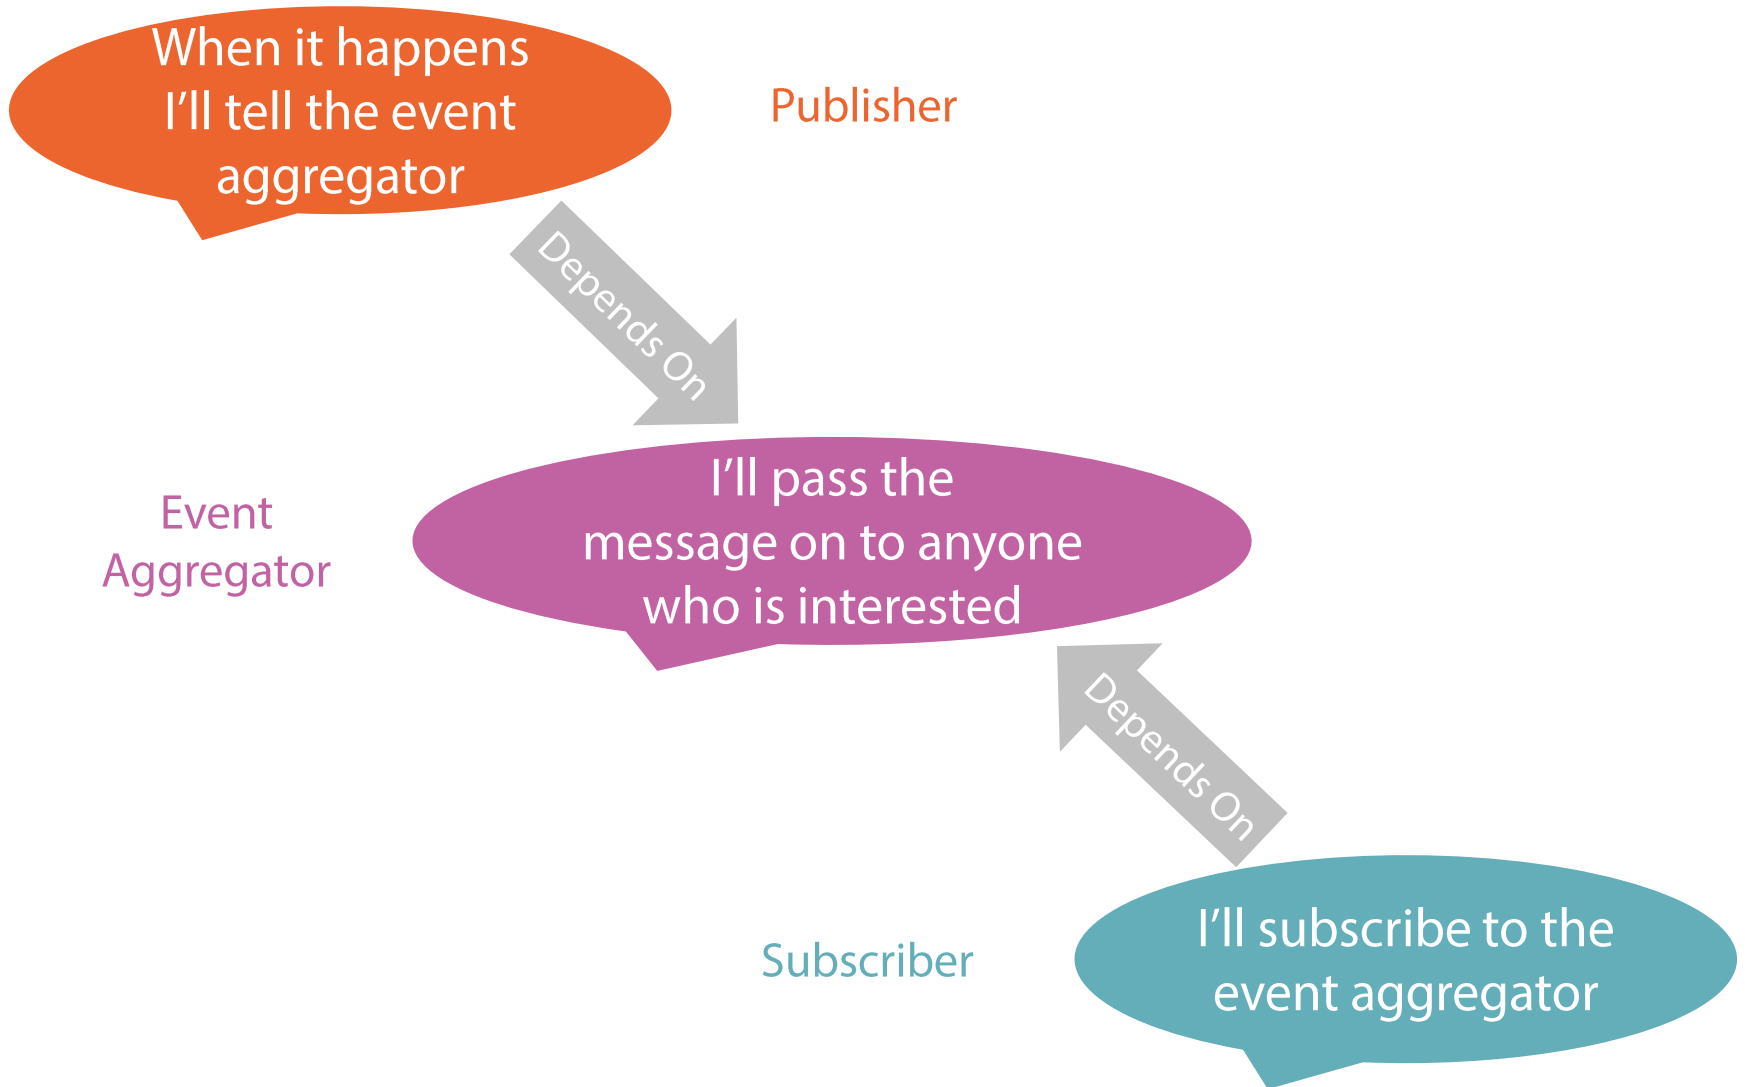 When it happens
I’ll tell the event
aggregator
Publisher
Depends On
Event
Aggregator
I’ll pass the
message on to anyone
who is interested
Depends On
Subscriber
I’ll subscribe to the
event aggregator